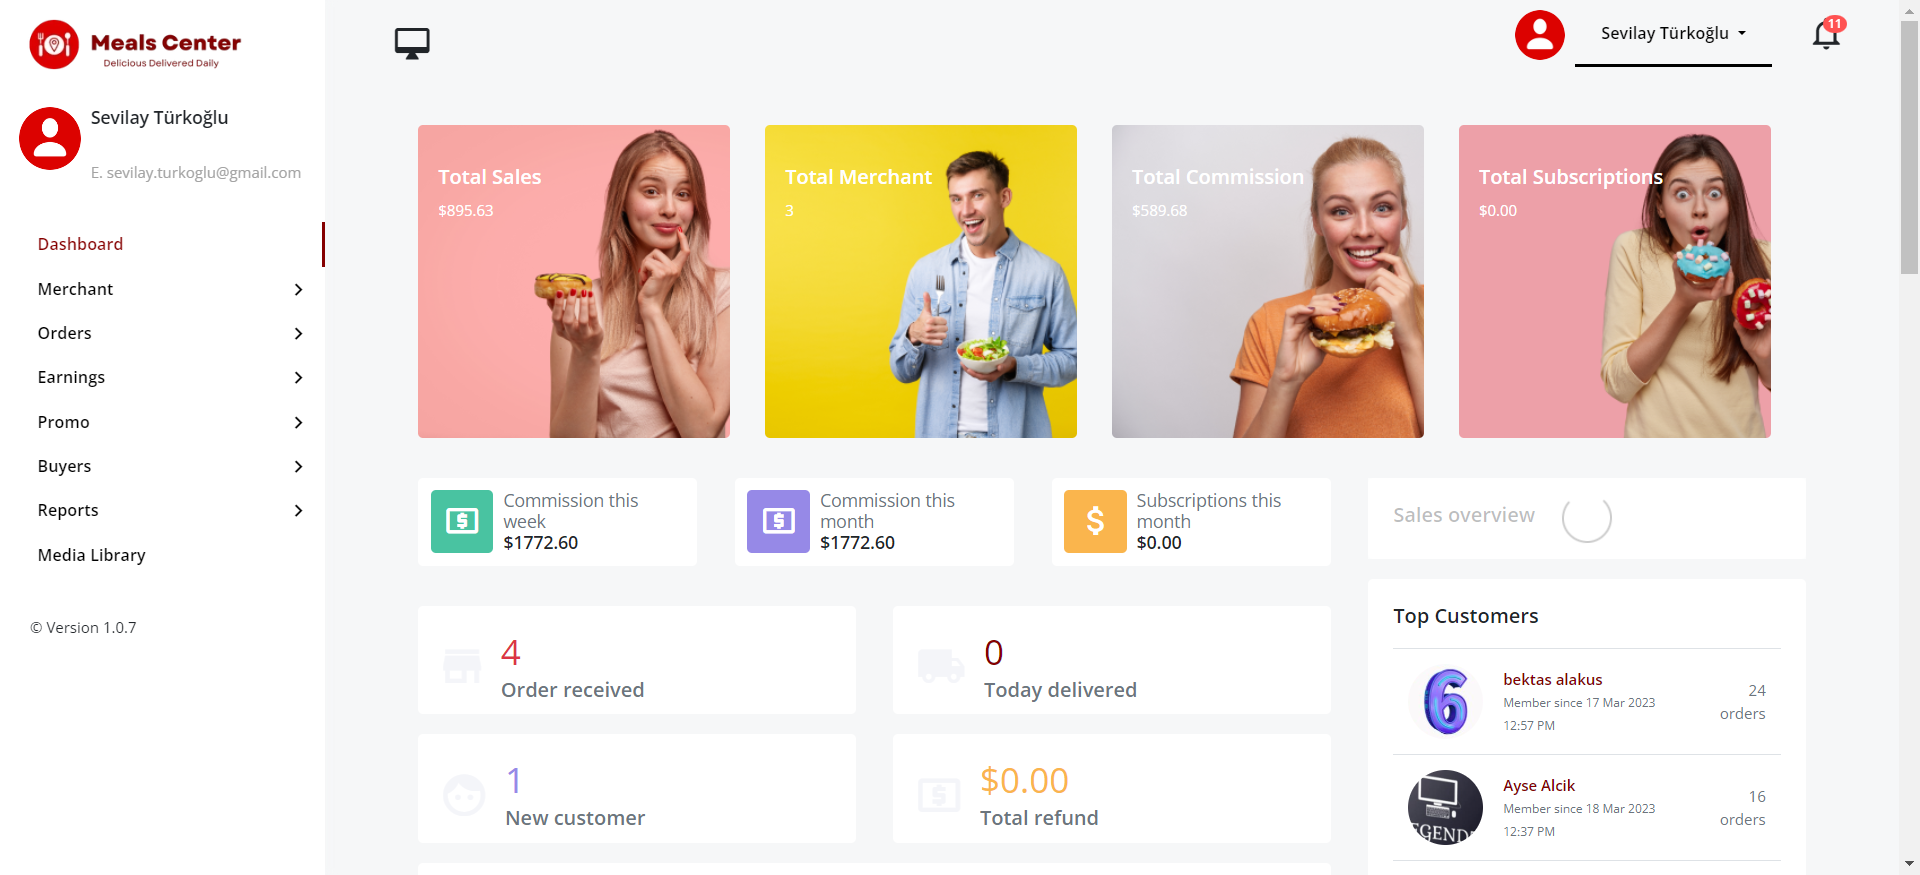 Meals Center
Delicious Delivered Daily
Sevilay Türkoğlu
E. sevilay.turkoglu@gmail.com
Dashboard
Merchant
Orders
Earnings
Promo
Buyers
Reports
Media Library
© Version 1.0.7
Sevilay Türkoğlu
11
Total Sales
$895.63
Total Merchant
3
Total Commission
$589.68
Total Subscriptions
$0.00
Commission this
week
$1772.60
Commission this
month
$1772.60
Subscriptions this
month
$0.00
Sales overview
4
Order received
0
Today delivered
1
New customer
$0.00
Total refund
Top Customers
6
bektas alakus
Member since 17 Mar 2023
12:57 PM
24
orders
EGEND
Ayse Alcik
Member since 18 Mar 2023
12:37 PM
16
orders